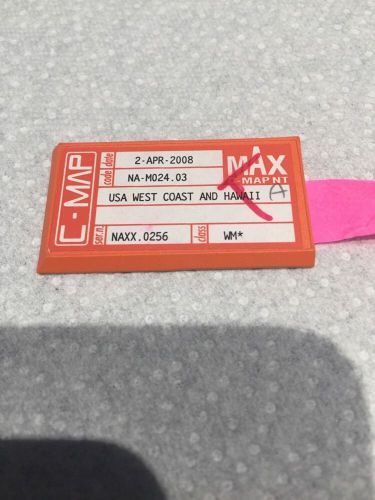 C-MAP
date 2-APR-2008
code NA-M024.03
MAX
C-MAP NT
USA WEST COAST AND HAWAII A
ser.n NAXX.0256
class WM*